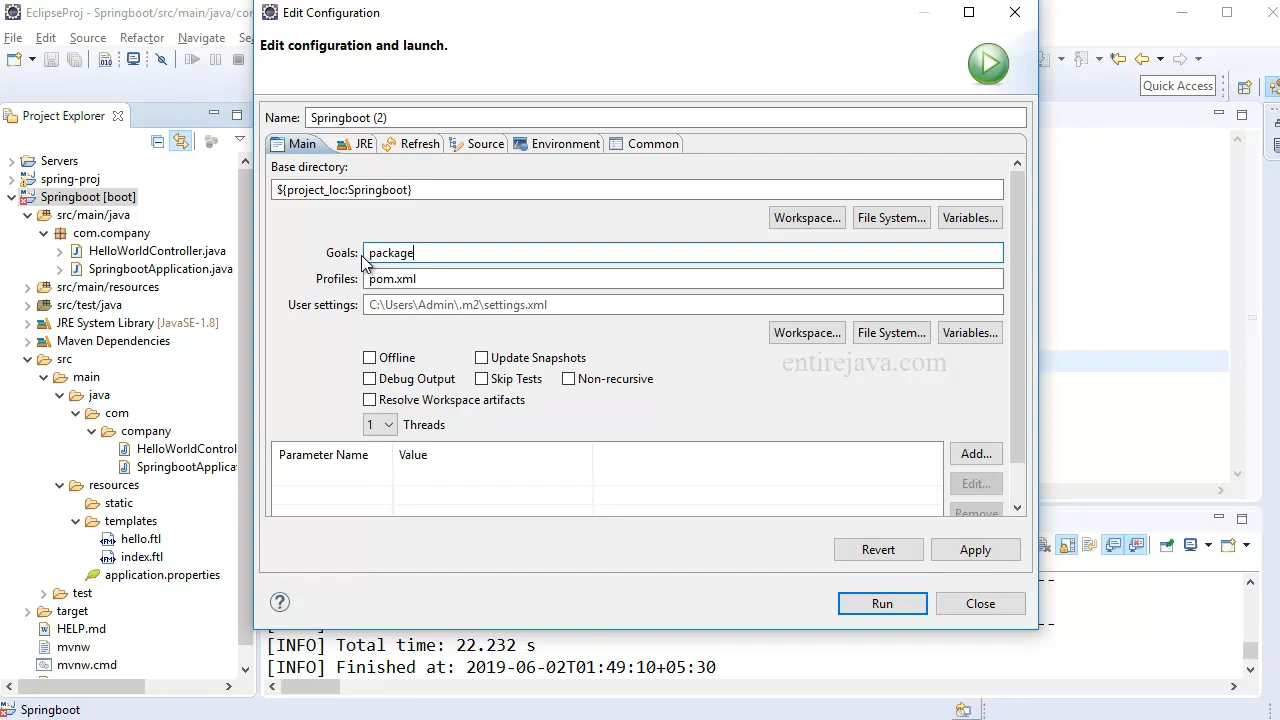 EclipseProj - Springboot/src/main/java/co
Edit Configuration
File Edit Source Refactor Navigate Se
Edit configuration and launch.
Quick Access
Project Explorer
Name: Springboot (2)
Main JRE Refresh Source Environment Common
Base directory:
${project_loc:Springboot}
Workspace... File System... Variables...
Goals: package
Profiles: pom.xml
User settings: C:\Users\Admin\.m2\settings.xml
Workspace... File System... Variables...
entirejava.com
Offline Update Snapshots
Debug Output Skip Tests Non-recursive
Resolve Workspace artifacts
1 Threads
Parameter Name Value
Add...
Edit...
Remove
Revert Apply
Run Close
Servers
spring-proj
Springboot [boot]
src/main/java
com.company
HelloWorldController.java
SpringbootApplication.java
src/main/resources
src/test/java
JRE System Library [JavaSE-1.8]
Maven Dependencies
src
main
java
com
company
HelloWorldControl
SpringbootApplica
resources
static
templates
hello.ftl
index.ftl
application.properties
test
target
HELP.md
mvnw
mvnw.cmd
[INFO] Total time: 22.232 s
[INFO] Finished at: 2019-06-02T01:49:10+05:30
Springboot